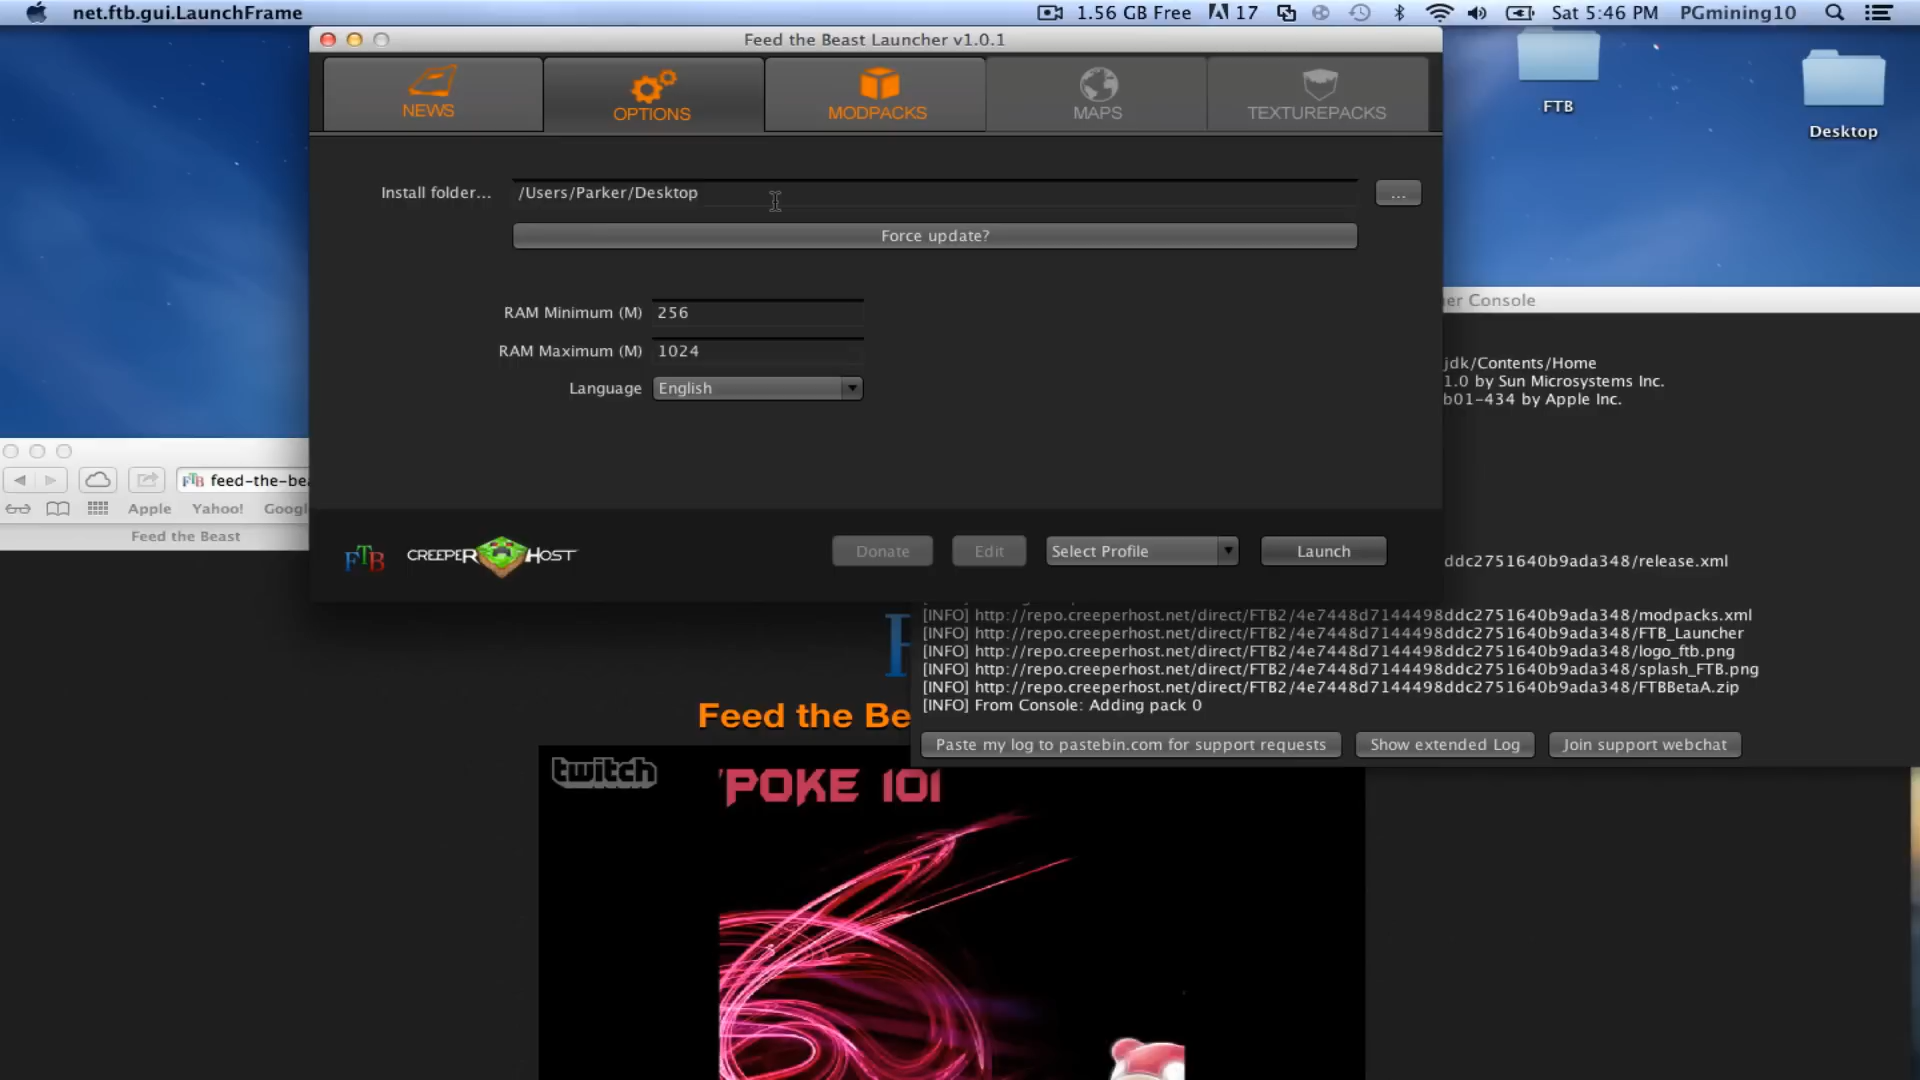 net.ftb.gui.LaunchFrame
1.56 GB Free
17
Sat 5:46 PM
PGmining10
Feed the Beast Launcher v1.0.1
NEWS
OPTIONS
MODPACKS
MAPS
TEXTUREPACKS
FTB
Desktop
Install folder...
/Users/Parker/Desktop
...
Force update?
RAM Minimum (M)
256
RAM Maximum (M)
1024
Language
English
er Console
jdk/Contents/Home
1.0 by Sun Microsystems Inc.
b01-434 by Apple Inc.
FTB feed-the-bea
Apple Yahoo! Googl
Feed the Beast
FTB
CREEPER HOST
Donate
Edit
Select Profile
Launch
ddc2751640b9ada348/release.xml
[INFO] http://repo.creeperhost.net/direct/FTB2/4e7448d7144498ddc2751640b9ada348/modpacks.xml
[INFO] http://repo.creeperhost.net/direct/FTB2/4e7448d7144498ddc2751640b9ada348/FTB_Launcher
[INFO] http://repo.creeperhost.net/direct/FTB2/4e7448d7144498ddc2751640b9ada348/logo_ftb.png
[INFO] http://repo.creeperhost.net/direct/FTB2/4e7448d7144498ddc2751640b9ada348/splash_FTB.png
[INFO] http://repo.creeperhost.net/direct/FTB2/4e7448d7144498ddc2751640b9ada348/FTBBetaA.zip
[INFO] From Console: Adding pack 0
Feed the Be
Paste my log to pastebin.com for support requests
Show extended Log
Join support webchat
twitch
POKE 101